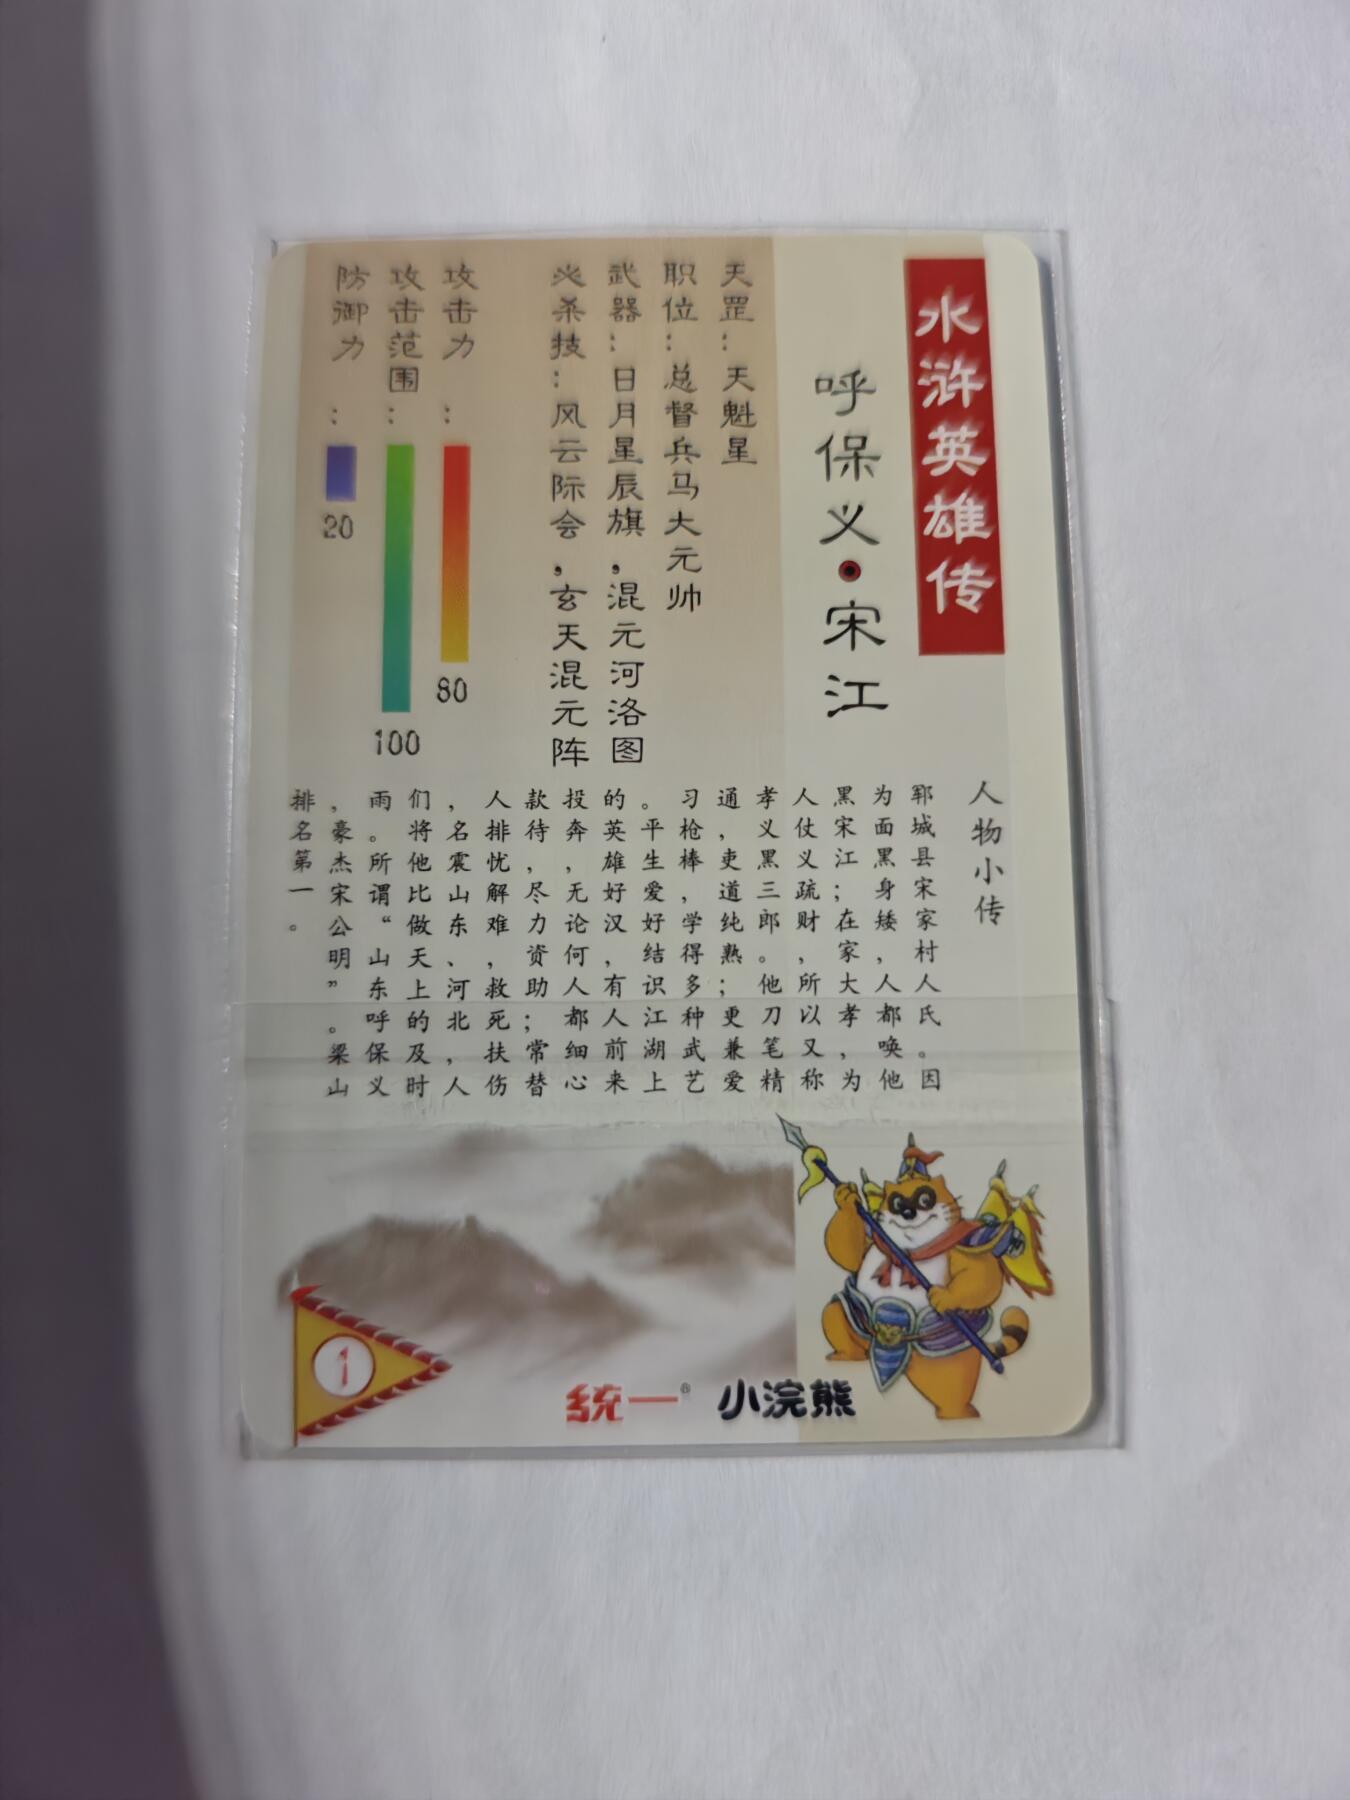 水浒英雄传
呼保义·宋江
天罡：天魁星
职位：总督兵马大元帅
武器：日月星辰旗，混元河洛图
必杀技：风云际会，玄天混元阵
攻击力：80
攻击范围：100
防御力：20
人物小传
郓城县宋家村人氏。因
为面黑身矮，人都唤他
黑宋江；在家大孝，为
人仗义疏财，所以又称
孝义黑三郎。他刀笔精
通，吏道纯熟；更兼爱
习枪棒，学得多种武艺
。平生爱好结识江湖上
的英雄好汉，有人前来
投奔，无论何人都细心
款待，尽力资助；常替
人排忧解难，救死扶伤
，名震山东、河北，人
们将他比做天上的及时
雨。所谓“山东呼保义
，豪杰宋公明”。梁山
排名第一。
1
统一® 小浣熊